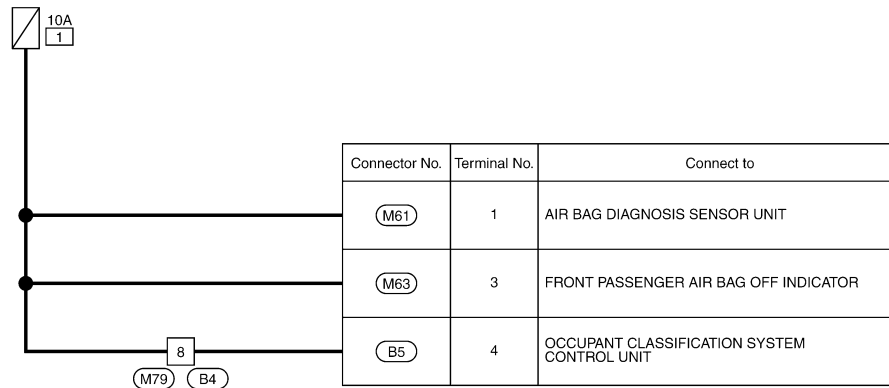 10A
1
Connector No. Terminal No. Connect to
M61 1 AIR BAG DIAGNOSIS SENSOR UNIT
M63 3 FRONT PASSENGER AIR BAG OFF INDICATOR
8 B5 4 OCCUPANT CLASSIFICATION SYSTEM
CONTROL UNIT
M79 B4